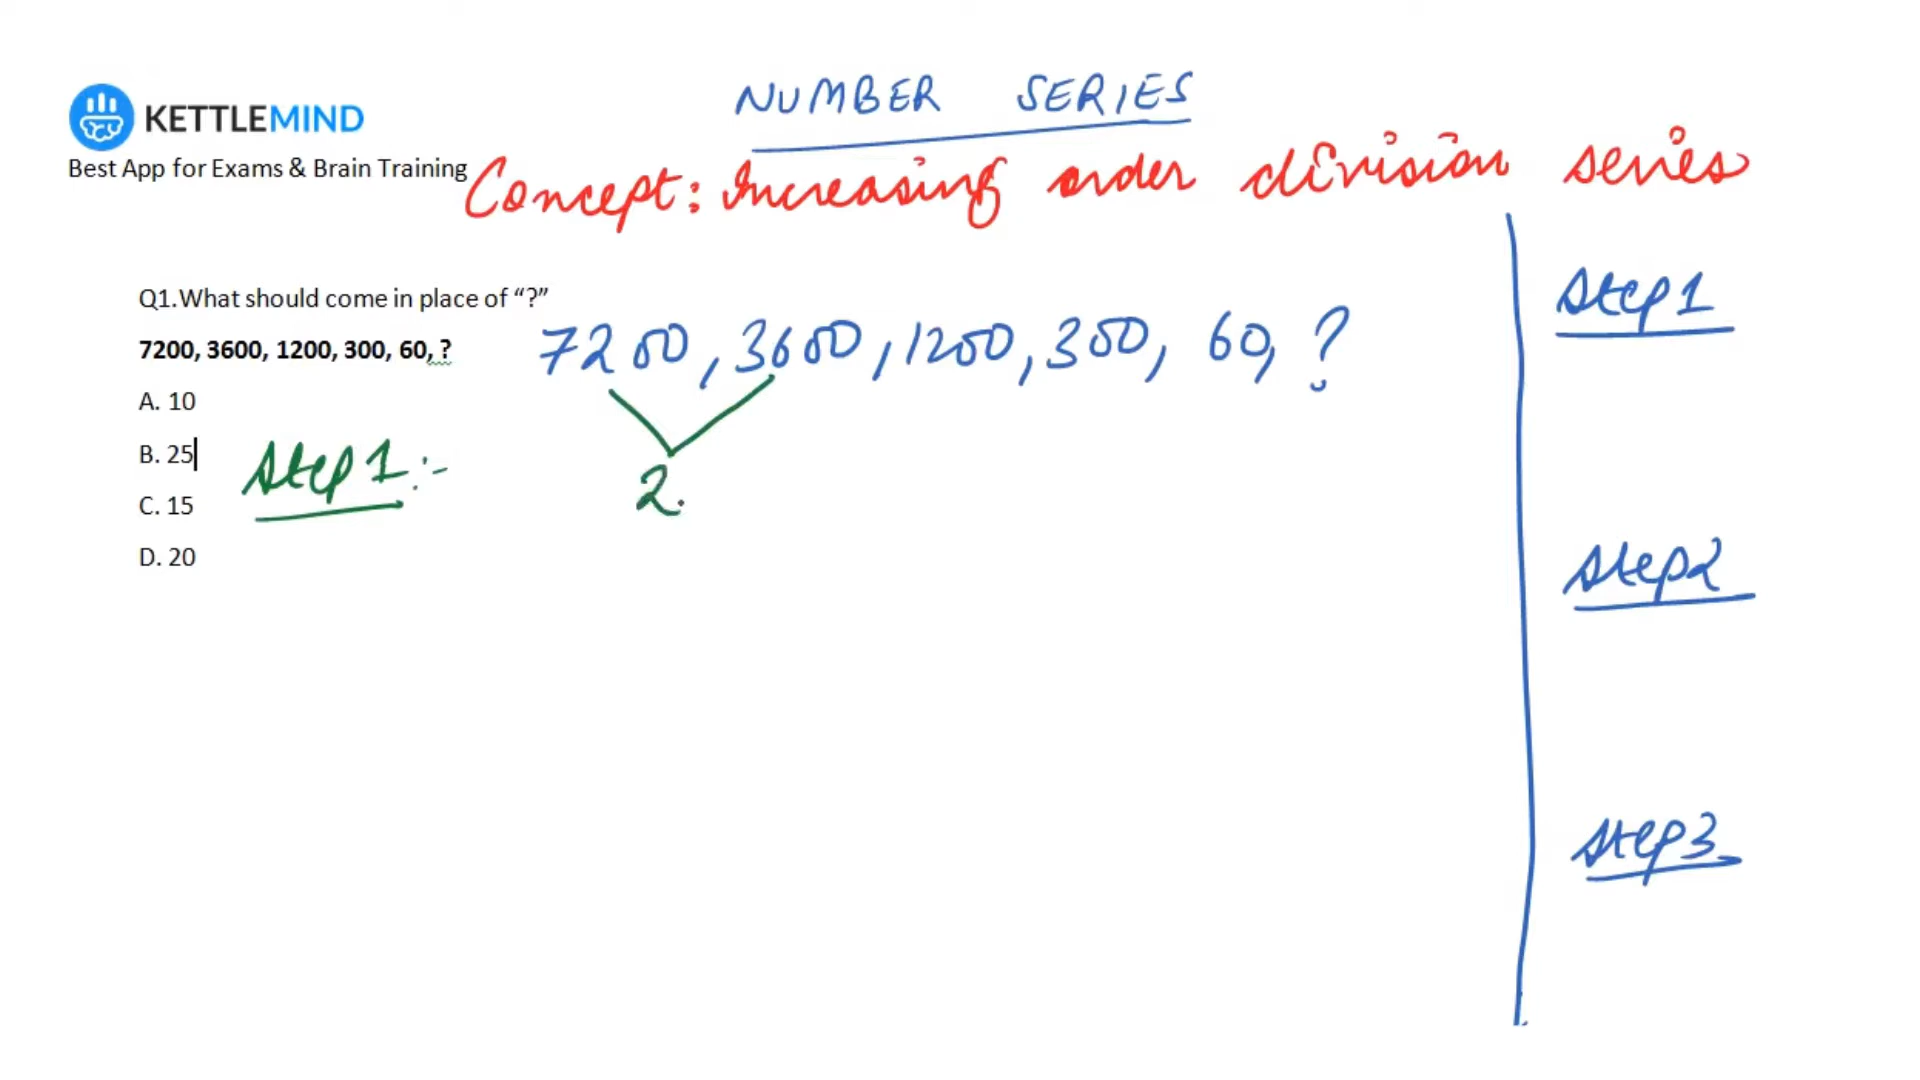 NUMBER SERIES
KETTLEMIND
Best App for Exams & Brain Training
Concept: Increasing order division series
Q1.What should come in place of “?”
7200, 3600, 1200, 300, 60, ?
7200, 3600, 1200, 300, 60, ?
A. 10
B. 25
C. 15
D. 20
Step 1 :-
2.
Step 1
Step 2
Step 3